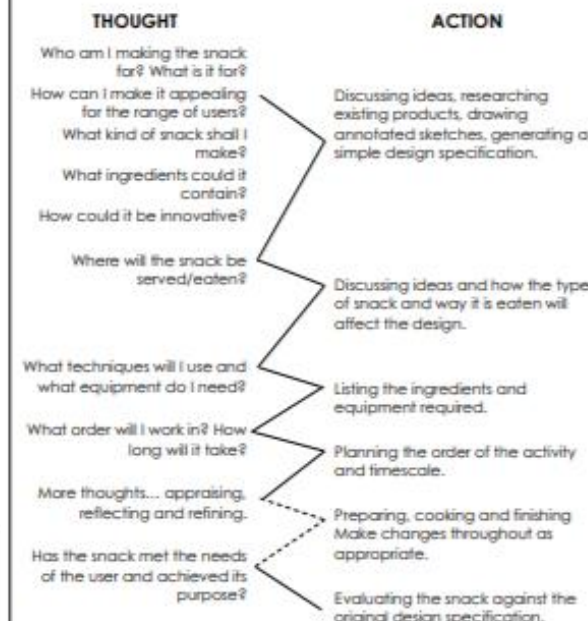 THOUGHT
Who am I making the snack
for? What is it for?
How can I make it appealing
for the range of users?
What kind of snack shall I
make?
What ingredients could it
contain?
How could it be innovative?
Where will the snack be
served/eaten?
What techniques will I use and
what equipment do I need?
What order will I work in? How
long will it take?
More thoughts... appraising,
reflecting and refining.
Has the snack met the needs
of the user and achieved its
purpose?
ACTION
Discussing ideas, researching
existing products, drawing
annotated sketches, generating a
simple design specification.
Discussing ideas and how the type
of snack and way it is eaten will
affect the design.
Listing the ingredients and
equipment required.
Planning the order of the activity
and timescale.
Preparing, cooking and finishing
Make changes throughout as
appropriate.
Evaluating the snack against the
original design specification.